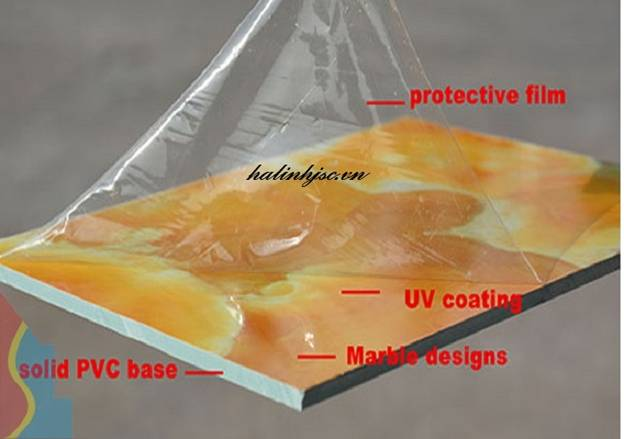 protective film
halinhjsc.vn
UV coating
Marble designs
solid PVC base